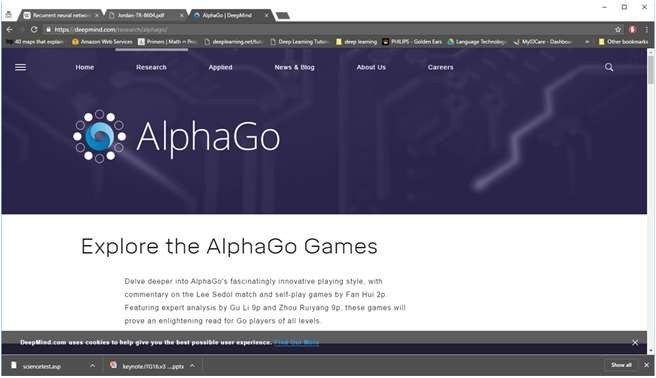 Recurrent neural netwo
Jordan-TR-8604.pdf
AlphaGo | DeepMind
https://deepmind.com/research/alphago/
40 maps that explain
Amazon Web Services
Primers | Math ∞ Pro
deeplearning.net/tuto
Deep Learning Tutori
deep learning
PHILIPS - Golden Ears
Language Technolog
MyO3Care - Dashboa
»
Other bookmarks
Home
Research
Applied
News & Blog
About Us
Careers
AlphaGo
Explore the AlphaGo Games
Delve deeper into AlphaGo's fascinatingly innovative playing style, with
commentary on the Lee Sedol match and self-play games by Fan Hui 2p.
Featuring expert analysis by Gu Li 9p and Zhou Ruiyang 9p, these games will
prove an enlightening read for Go players of all levels.
DeepMind.com uses cookies to help give you the best possible user experience. Find Out More
sciencetest.asp
Show all